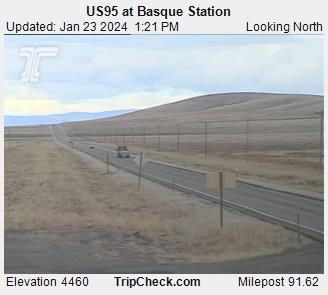 US95 at Basque Station
Updated: Jan 23 2024 1:21 PM Looking North
Elevation 4460 TripCheck.com Milepost 91.62